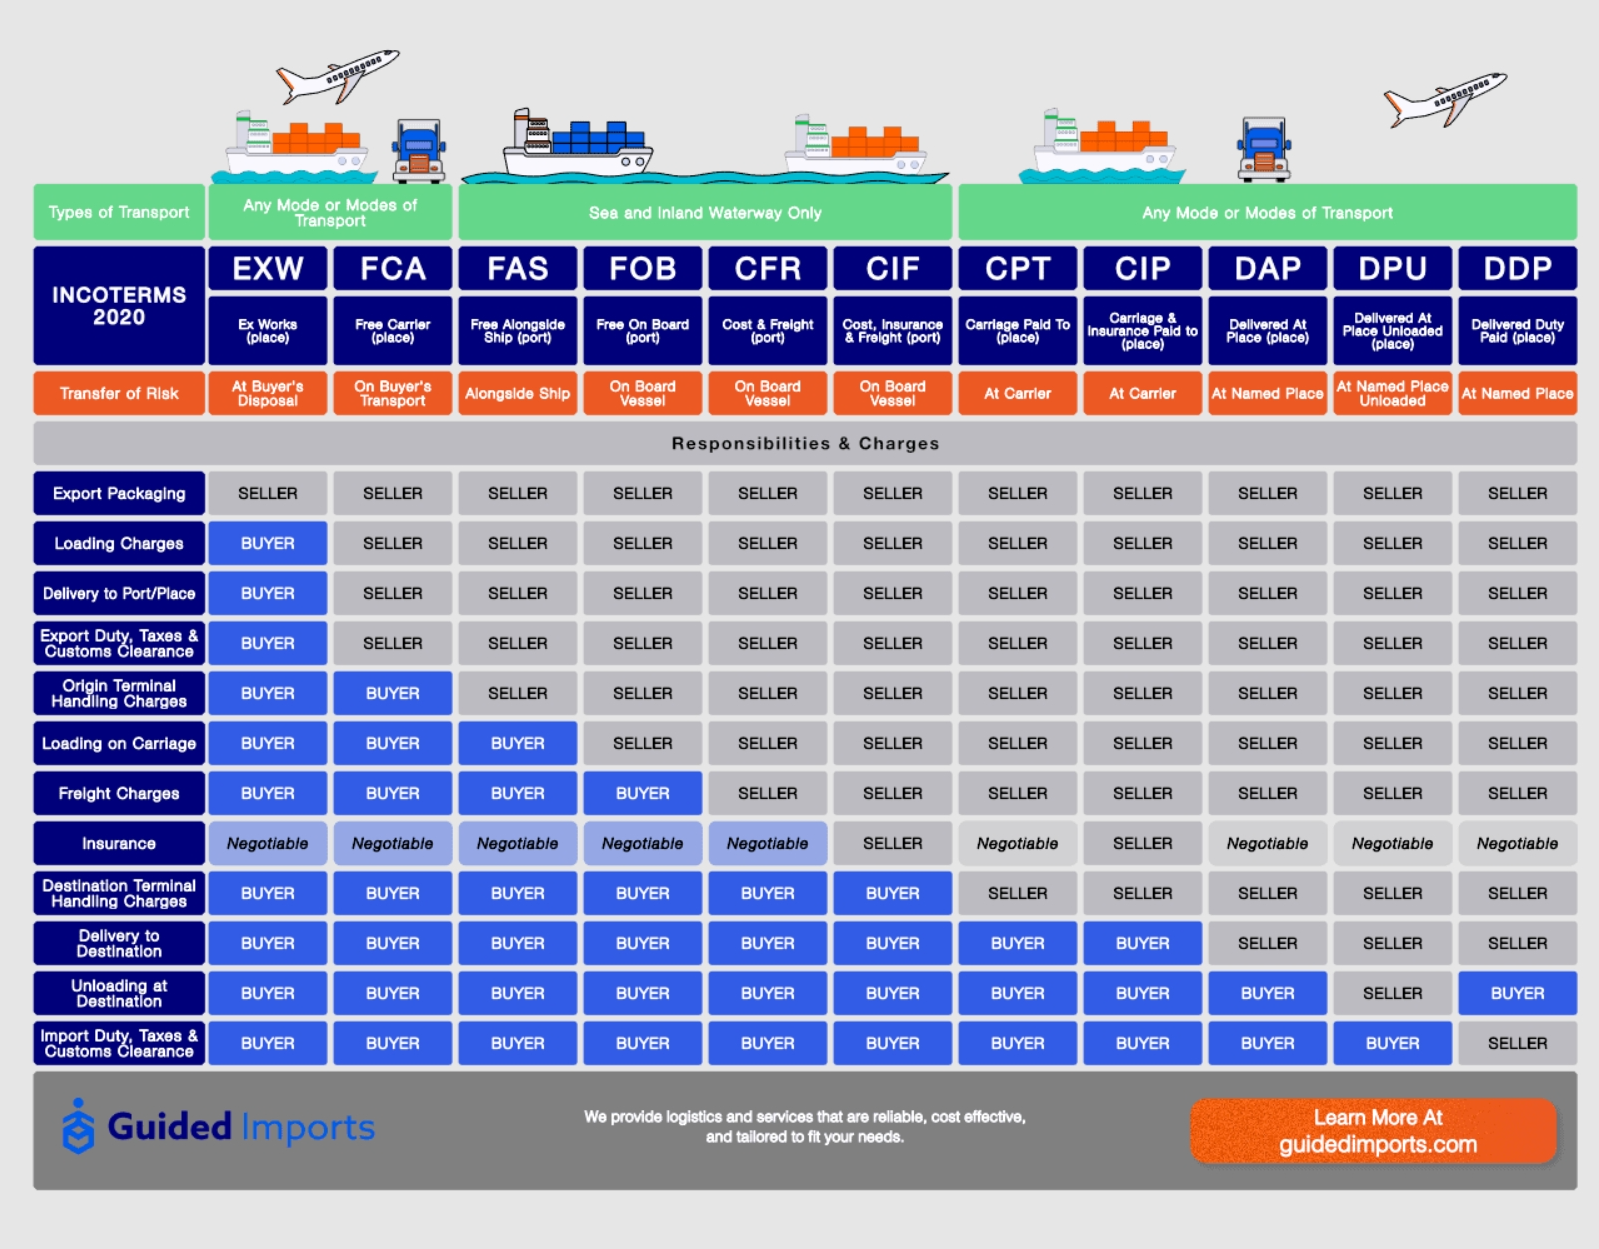 Types of Transport
Any Mode or Modes of
Transport
Sea and Inland Waterway Only
Any Mode or Modes of Transport
INCOTERMS
2020
EXW FCA FAS FOB CFR CIF CPT CIP DAP DPU DDP
Ex Works
(place)
Free Carrier
(place)
Free Alongside
Ship (port)
Free On Board
(port)
Cost & Freight
(port)
Cost, Insurance
& Freight (port)
Carriage Paid To
(place)
Carriage &
Insurance Paid to
(place)
Delivered At
Place (place)
Delivered At
Place Unloaded
(place)
Delivered Duty
Paid (place)
Transfer of Risk
At Buyer's
Disposal
On Buyer's
Transport
Alongside Ship
On Board
Vessel
On Board
Vessel
On Board
Vessel
At Carrier
At Carrier
At Named Place
At Named Place
Unloaded
At Named Place
Responsibilities & Charges
Export Packaging SELLER SELLER SELLER SELLER SELLER SELLER SELLER SELLER SELLER SELLER SELLER
Loading Charges BUYER SELLER SELLER SELLER SELLER SELLER SELLER SELLER SELLER SELLER SELLER
Delivery to Port/Place BUYER SELLER SELLER SELLER SELLER SELLER SELLER SELLER SELLER SELLER SELLER
Export Duty, Taxes &
Customs Clearance
BUYER SELLER SELLER SELLER SELLER SELLER SELLER SELLER SELLER SELLER SELLER
Origin Terminal
Handling Charges
BUYER BUYER SELLER SELLER SELLER SELLER SELLER SELLER SELLER SELLER SELLER
Loading on Carriage BUYER BUYER BUYER SELLER SELLER SELLER SELLER SELLER SELLER SELLER SELLER
Freight Charges BUYER BUYER BUYER BUYER SELLER SELLER SELLER SELLER SELLER SELLER SELLER
Insurance Negotiable Negotiable Negotiable Negotiable Negotiable SELLER Negotiable SELLER Negotiable Negotiable Negotiable
Destination Terminal
Handling Charges
BUYER BUYER BUYER BUYER BUYER BUYER SELLER SELLER SELLER SELLER SELLER
Delivery to
Destination
BUYER BUYER BUYER BUYER BUYER BUYER BUYER BUYER SELLER SELLER SELLER
Unloading at
Destination
BUYER BUYER BUYER BUYER BUYER BUYER BUYER BUYER BUYER SELLER BUYER
Import Duty, Taxes &
Customs Clearance
BUYER BUYER BUYER BUYER BUYER BUYER BUYER BUYER BUYER BUYER SELLER
Guided Imports
We provide logistics and services that are reliable, cost effective,
and tailored to fit your needs.
Learn More At
guidedimports.com